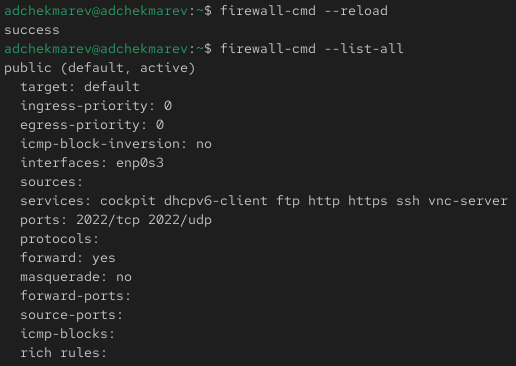 adchekmarev@adchekmarev:~$ firewall-cmd --reload
success
adchekmarev@adchekmarev:~$ firewall-cmd --list-all
public (default, active)
  target: default
  ingress-priority: 0
  egress-priority: 0
  icmp-block-inversion: no
  interfaces: enp0s3
  sources:
  services: cockpit dhcpv6-client ftp http https ssh vnc-server
  ports: 2022/tcp 2022/udp
  protocols:
  forward: yes
  masquerade: no
  forward-ports:
  source-ports:
  icmp-blocks:
  rich rules: